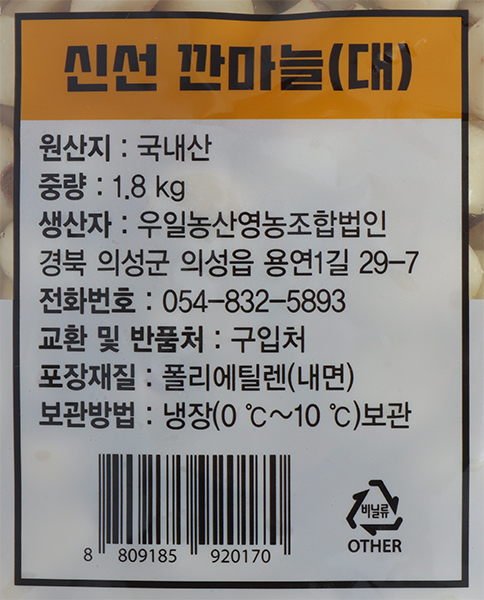 신선 깐마늘(대)
원산지 : 국내산
중량 : 1.8 kg
생산자 : 우일농산영농조합법인
경북 의성군 의성읍 용연1길 29-7
전화번호 : 054-832-5893
교환 및 반품처 : 구입처
포장재질 : 폴리에틸렌(내면)
보관방법 : 냉장(0 ℃~10 ℃)보관
8 809185 920170
비닐류
OTHER